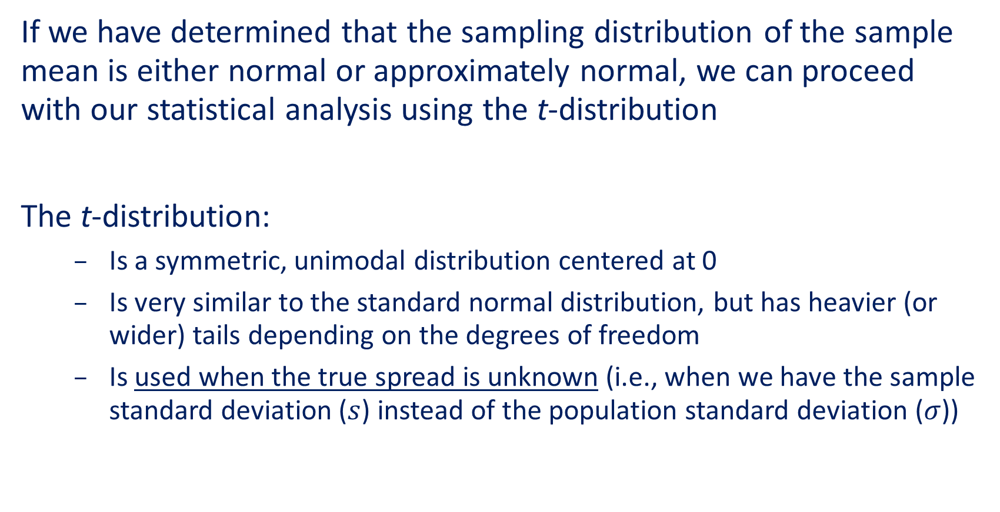 If we have determined that the sampling distribution of the sample
mean is either normal or approximately normal, we can proceed
with our statistical analysis using the t-distribution
The t-distribution:
– Is a symmetric, unimodal distribution centered at 0
– Is very similar to the standard normal distribution, but has heavier (or
wider) tails depending on the degrees of freedom
– Is used when the true spread is unknown (i.e., when we have the sample
standard deviation (s) instead of the population standard deviation (σ))